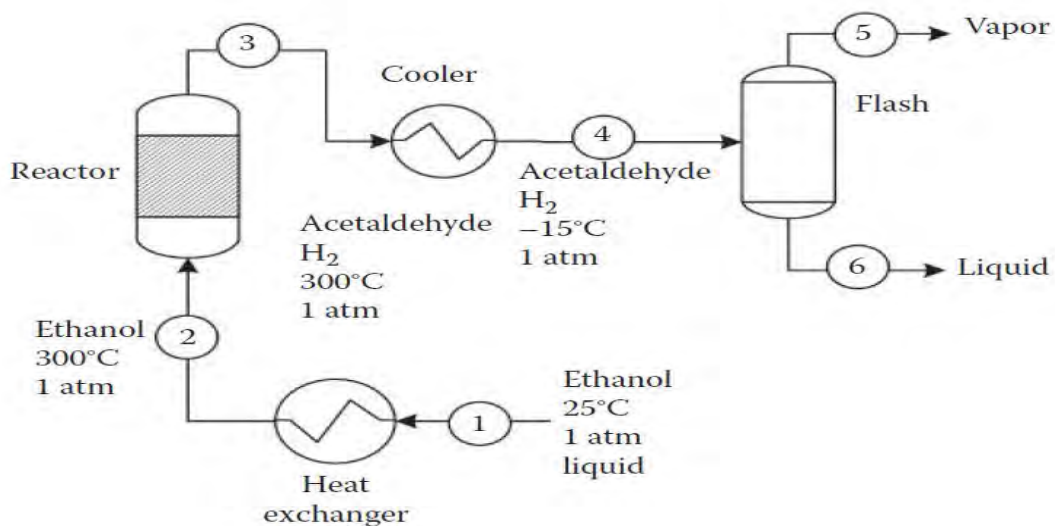 3
5
Vapor
Cooler
Flash
4
Reactor
Acetaldehyde
H₂
–15°C
1 atm
Acetaldehyde
H₂
300°C
1 atm
6
Liquid
Ethanol
300°C
1 atm
2
Ethanol
25°C
1 atm
liquid
1
Heat
exchanger